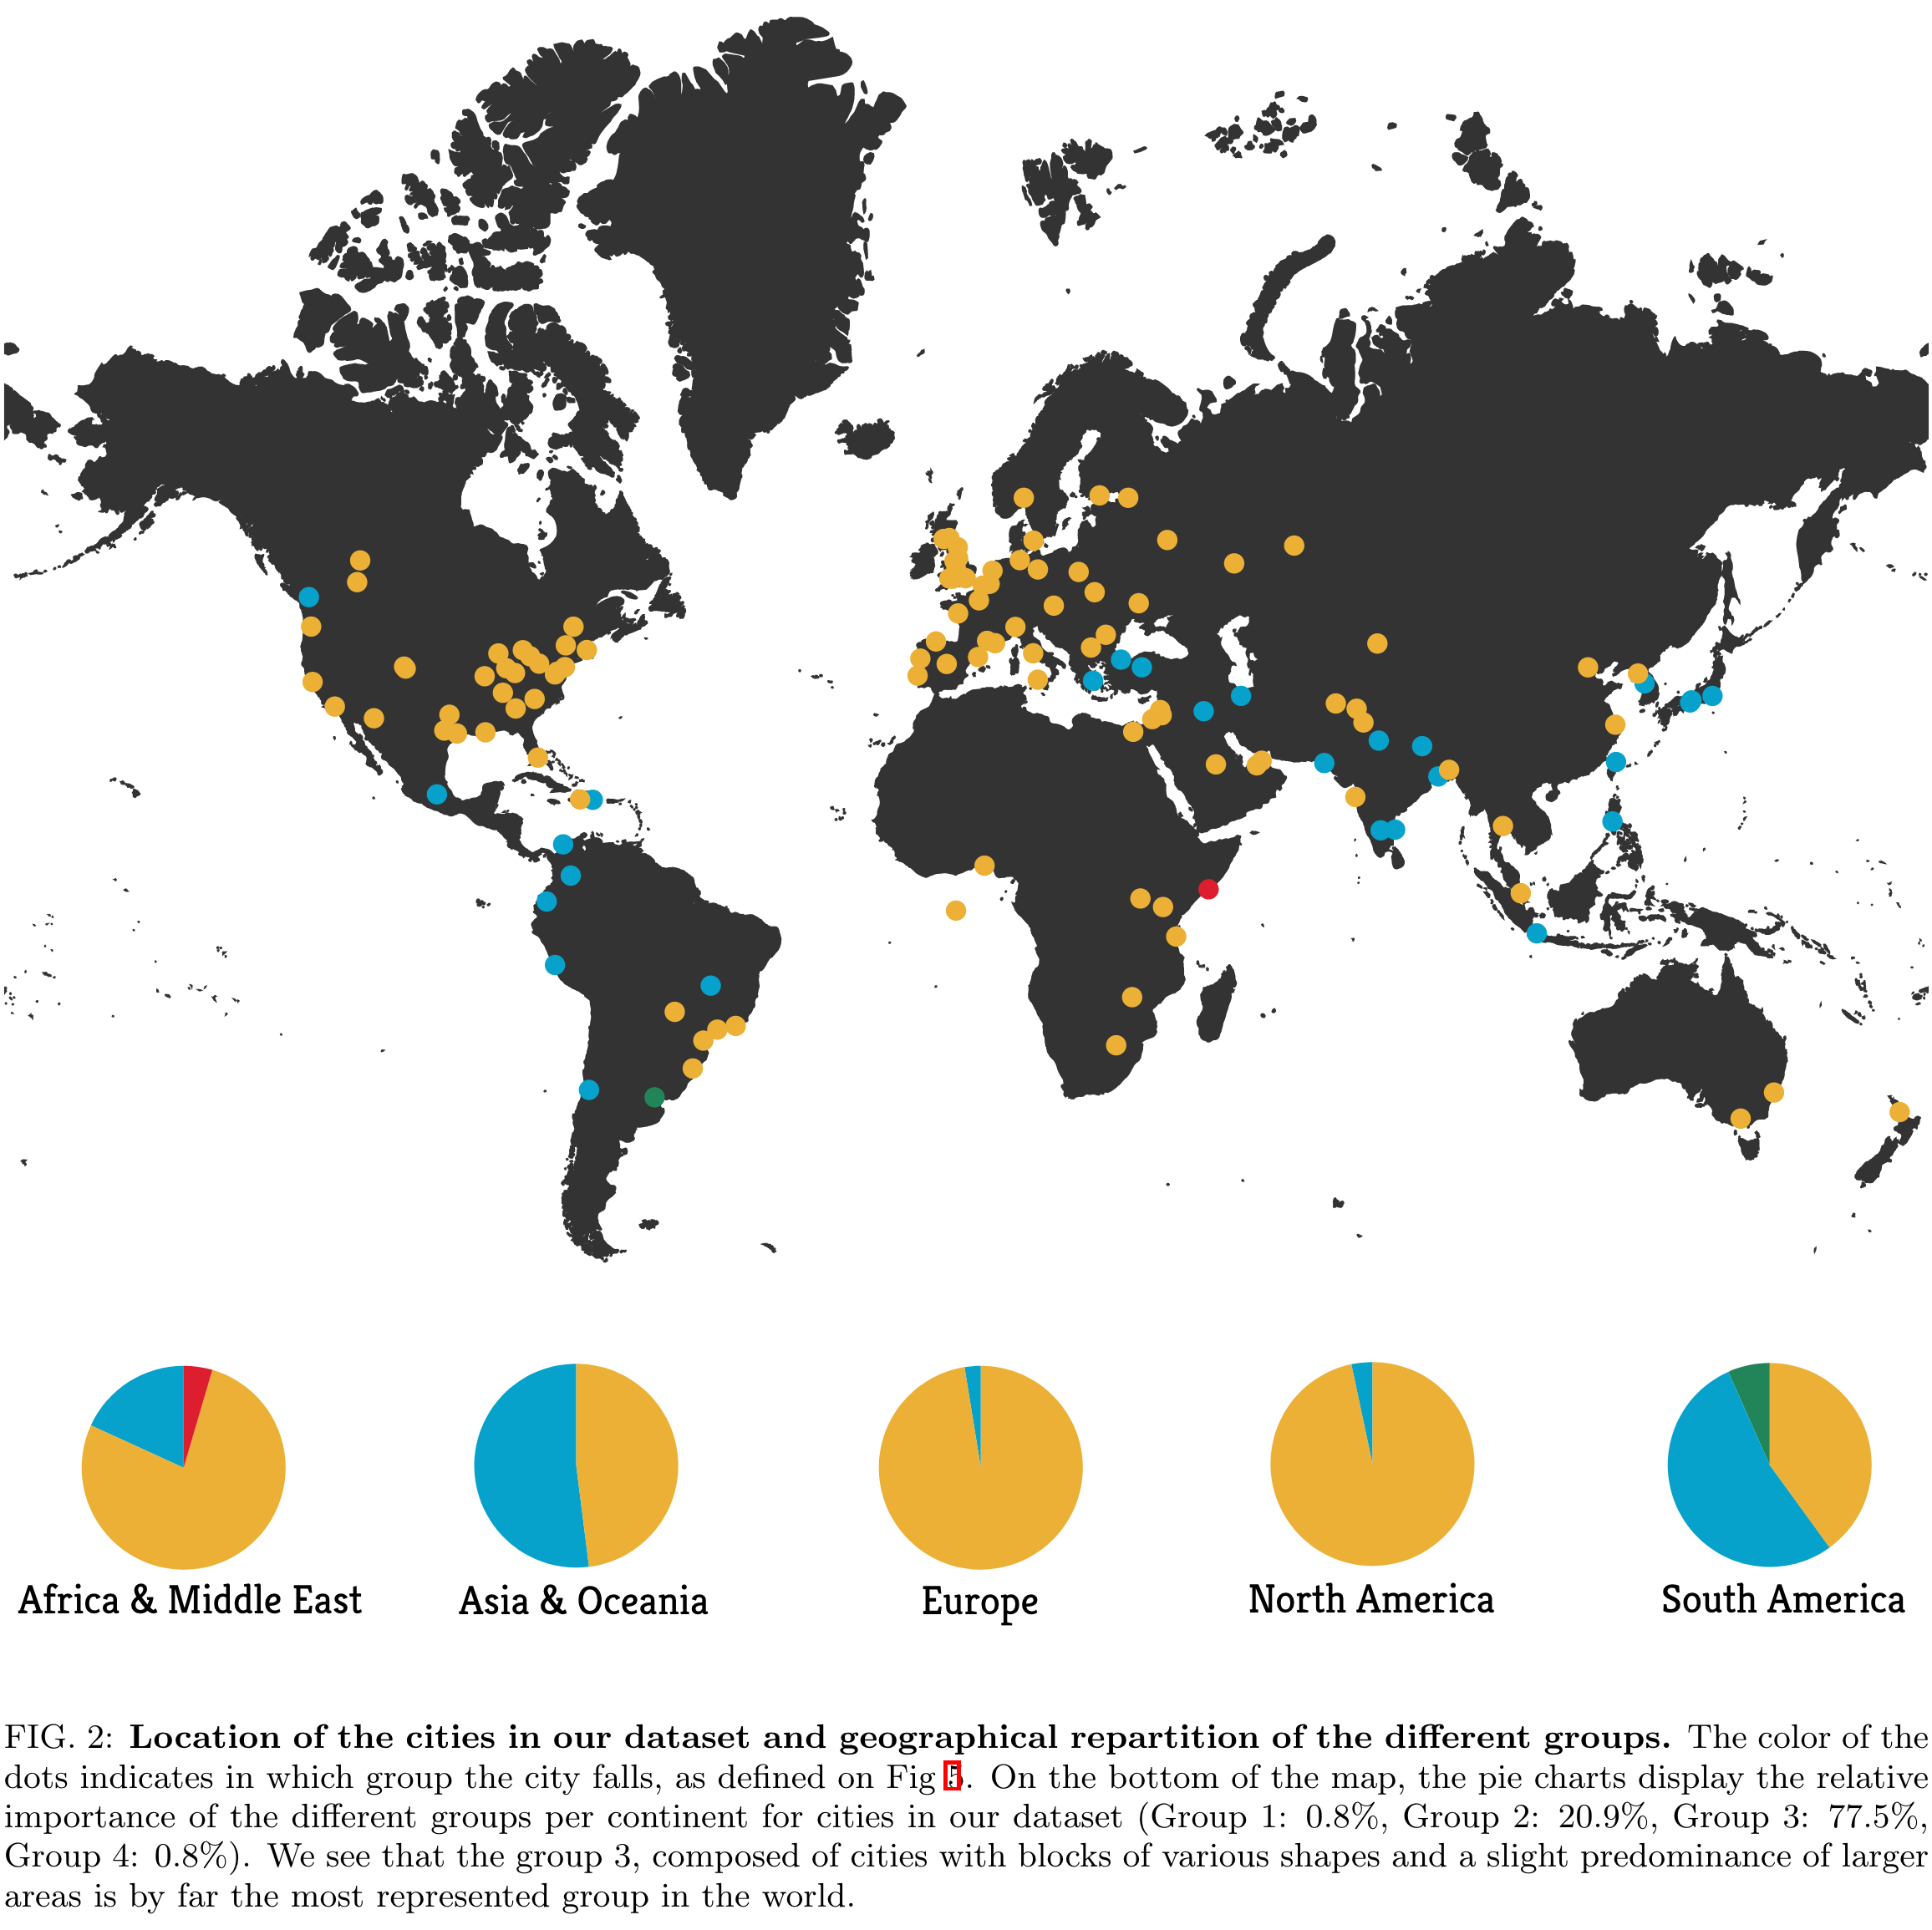 Africa & Middle East
Asia & Oceania
Europe
North America
South America
FIG. 2: Location of the cities in our dataset and geographical repartition of the different groups. The color of the
dots indicates in which group the city falls, as defined on Fig 5. On the bottom of the map, the pie charts display the relative
importance of the different groups per continent for cities in our dataset (Group 1: 0.8%, Group 2: 20.9%, Group 3: 77.5%,
Group 4: 0.8%). We see that the group 3, composed of cities with blocks of various shapes and a slight predominance of larger
areas is by far the most represented group in the world.